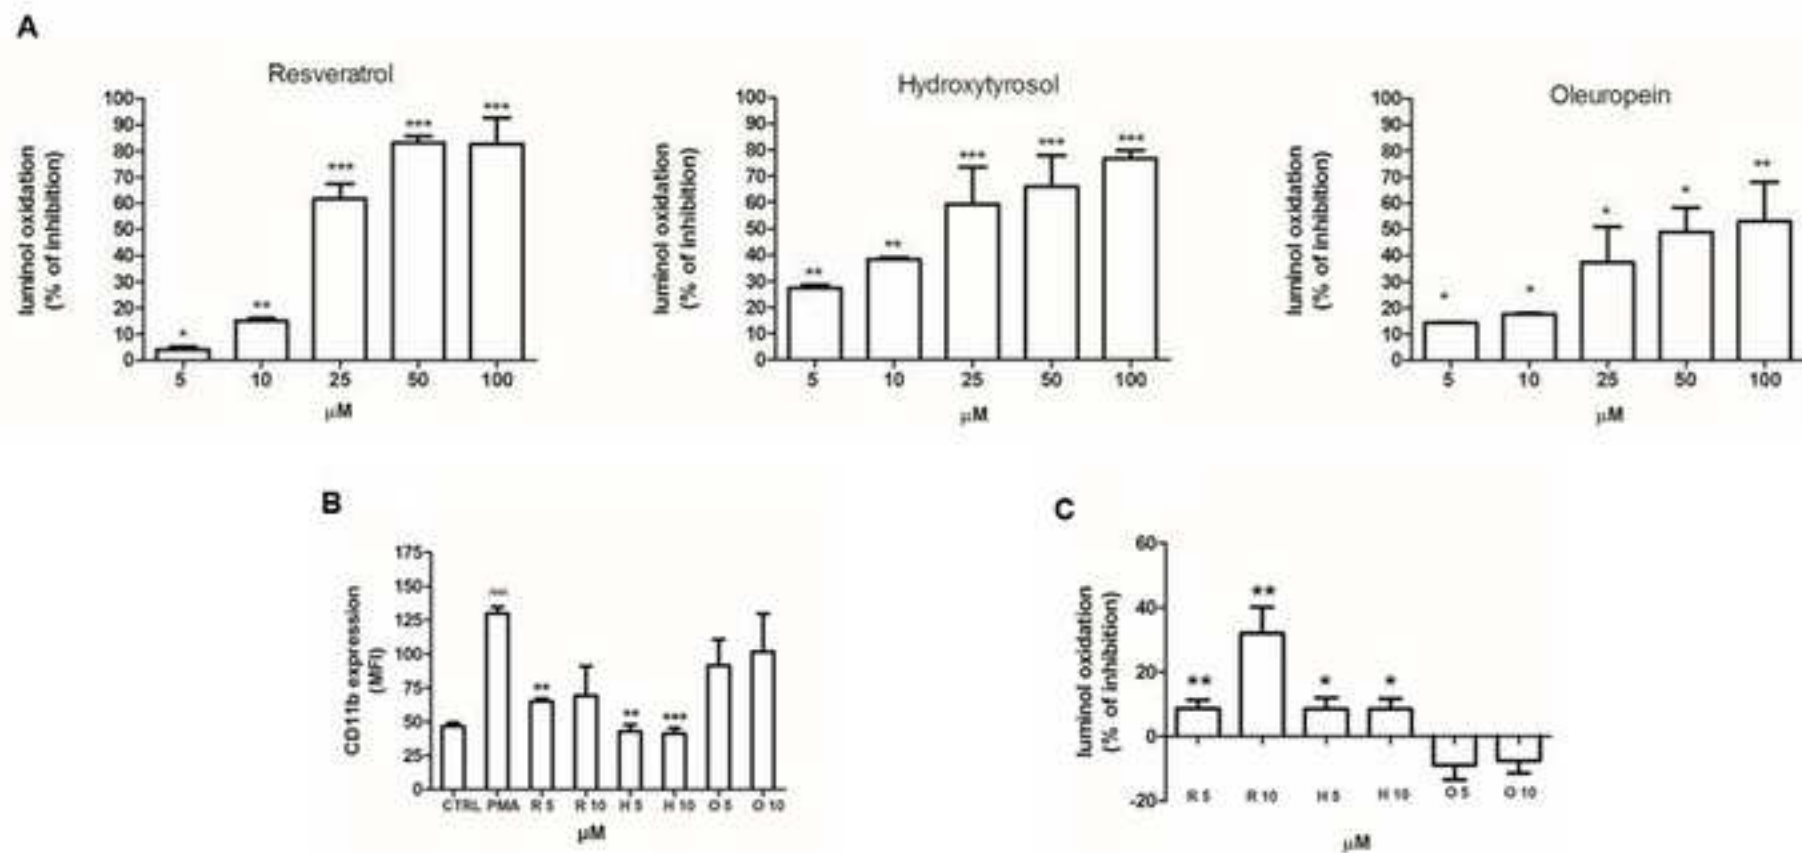 A
Resveratrol
luminol oxidation
(% of inhibition)
100
90
80
70
60
50
40
30
20
10
0
*
**
***
***
***
5 10 25 50 100
μM
Hydroxytyrosol
luminol oxidation
(% of inhibition)
100
90
80
70
60
50
40
30
20
10
0
**
**
***
***
***
5 10 25 50 100
μM
Oleuropein
luminol oxidation
(% of inhibition)
100
90
80
70
60
50
40
30
20
10
0
*
*
*
*
**
5 10 25 50 100
μM
B
CD11b expression
(MFI)
175
150
125
100
75
50
25
0
**
**
***
CTRL PMA R 5 R 10 H 5 H 10 O 5 O 10
μM
C
luminol oxidation
(% of inhibition)
60
40
20
0
-20
**
**
*
*
R 5 R 10 H 5 H 10 O 5 O 10
μM